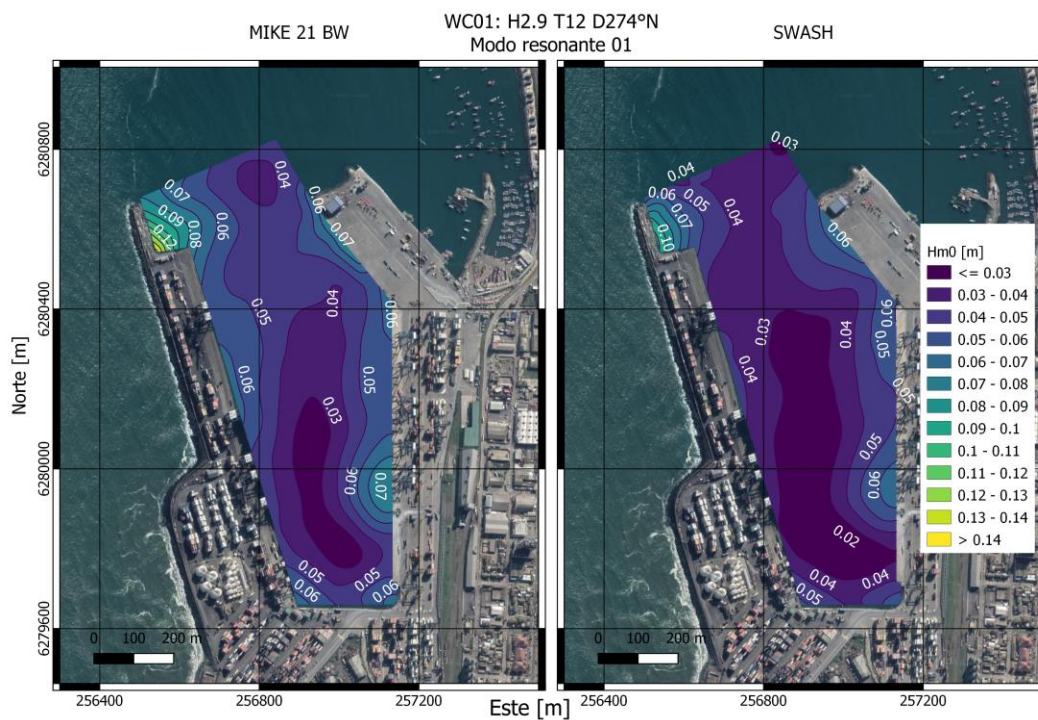 WC01: H2.9 T12 D274°N
MIKE 21 BW
SWASH
Modo resonante 01
6280800
6280400
6280000
6279600
Norte [m]
0.07
0.09
0.12
0.08
0.06
0.04
0.06
0.07
0.04
0.05
0.06
0.06
0.05
0.03
0.06
0.07
0.05
0.05
0.06
0.06
0 100 200 m
0.03
0.04
0.06
0.05
0.07
0.04
0.10
0.06
0.03
0.04
0.06
0.05
0.04
0.05
0.05
0.06
0.02
0.04
0.04
0.05
0 100 200 m
Hm0 [m]
<= 0.03
0.03 - 0.04
0.04 - 0.05
0.05 - 0.06
0.06 - 0.07
0.07 - 0.08
0.08 - 0.09
0.09 - 0.1
0.1 - 0.11
0.11 - 0.12
0.12 - 0.13
0.13 - 0.14
> 0.14
256400
256800
257200
256400
256800
257200
Este [m]